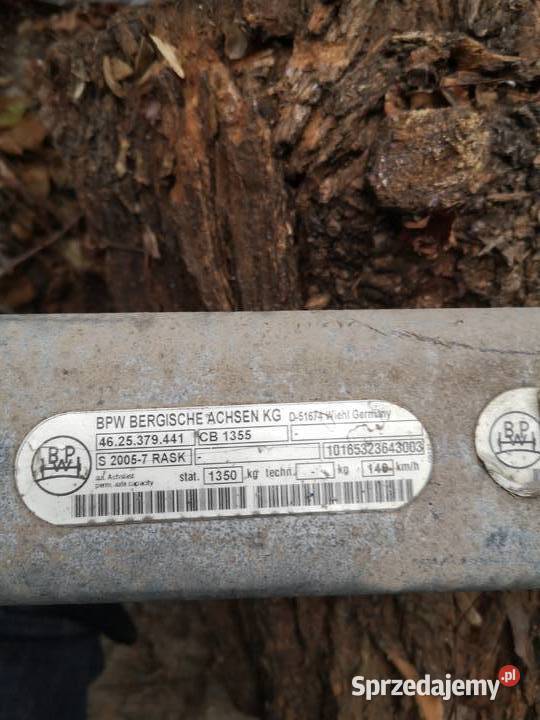 BPW BERGISCHE ACHSEN KG D-51674 Wiehl Germany
46.25.379.441 CB 1355 -
S 2005-7 RASK - 10165323643003
zul. Achslast stat. 1350 kg techn. - kg 140 km/h
perm. axle capacity
BPW
BPW
Sprzedajemy.pl